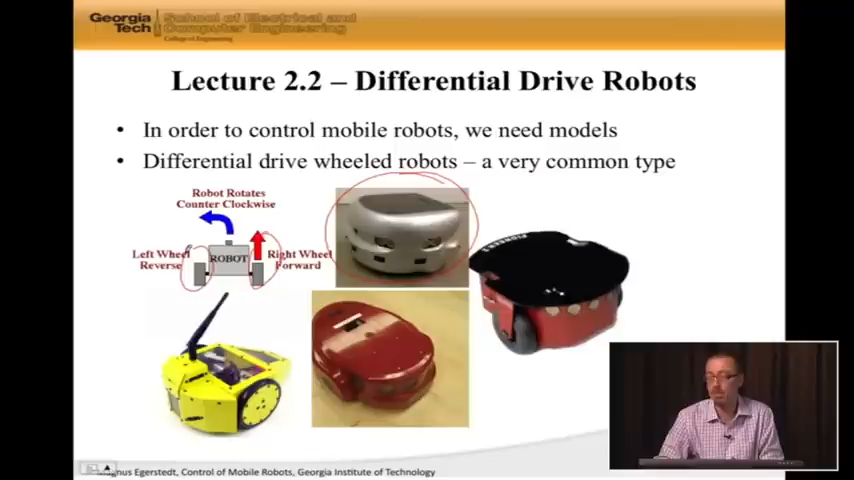 Georgia Tech
School of Electrical and Computer Engineering
College of Engineering
Lecture 2.2 – Differential Drive Robots
• In order to control mobile robots, we need models
• Differential drive wheeled robots – a very common type
Robot Rotates
Counter Clockwise
Left Wheel
Reverse
ROBOT
Right Wheel
Forward
PIONEER
Magnus Egerstedt, Control of Mobile Robots, Georgia Institute of Technology